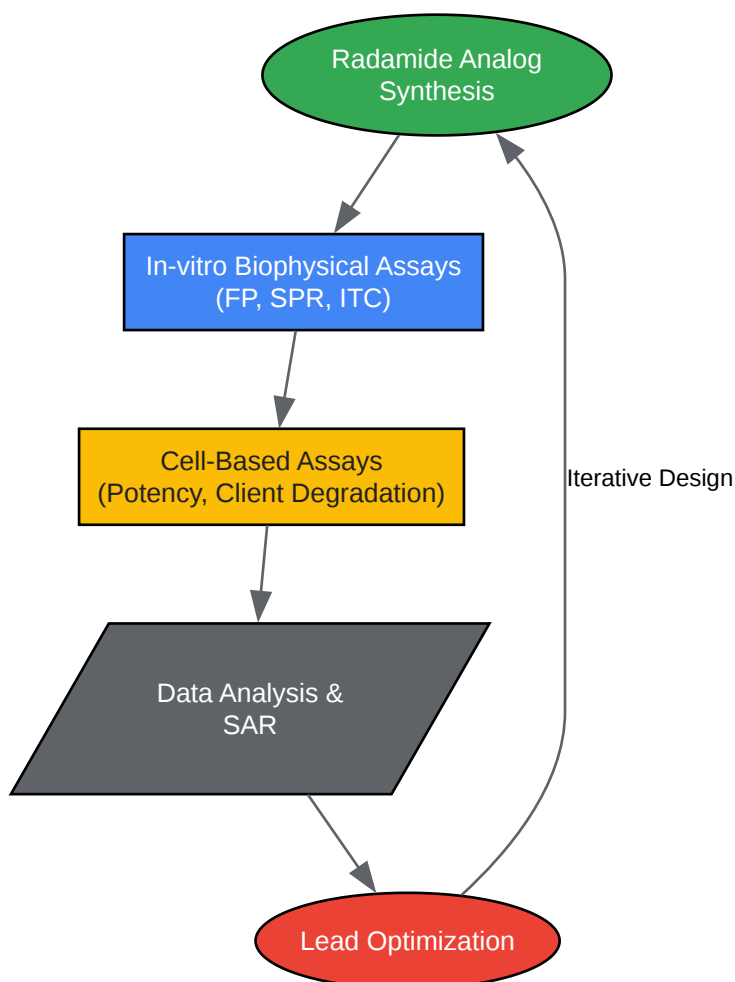 Radamide Analog
Synthesis
In-vitro Biophysical Assays
(FP, SPR, ITC)
Cell-Based Assays
(Potency, Client Degradation)
Iterative Design
Data Analysis &
SAR
Lead Optimization